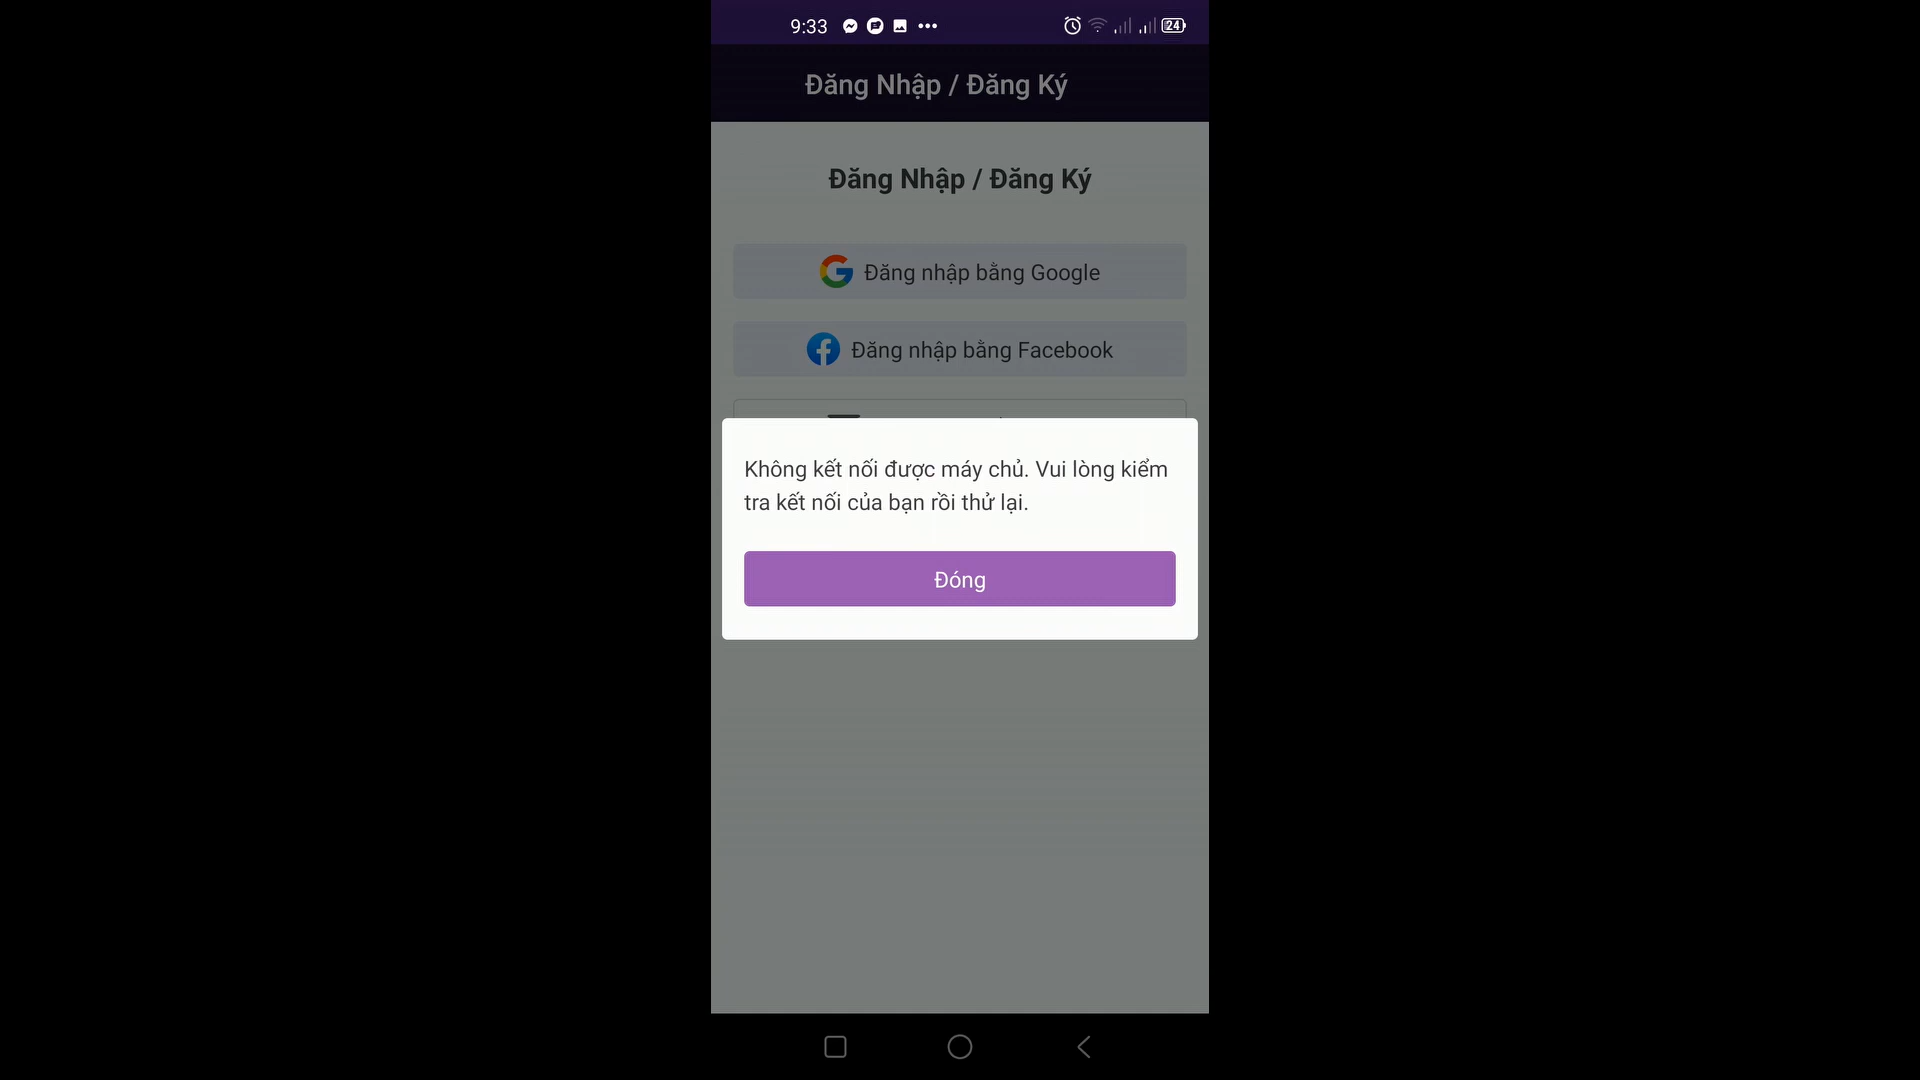 9:33
24
Đăng Nhập / Đăng Ký
Đăng Nhập / Đăng Ký
Đăng nhập bằng Google
Đăng nhập bằng Facebook
Không kết nối được máy chủ. Vui lòng kiểm
tra kết nối của bạn rồi thử lại.
Đóng